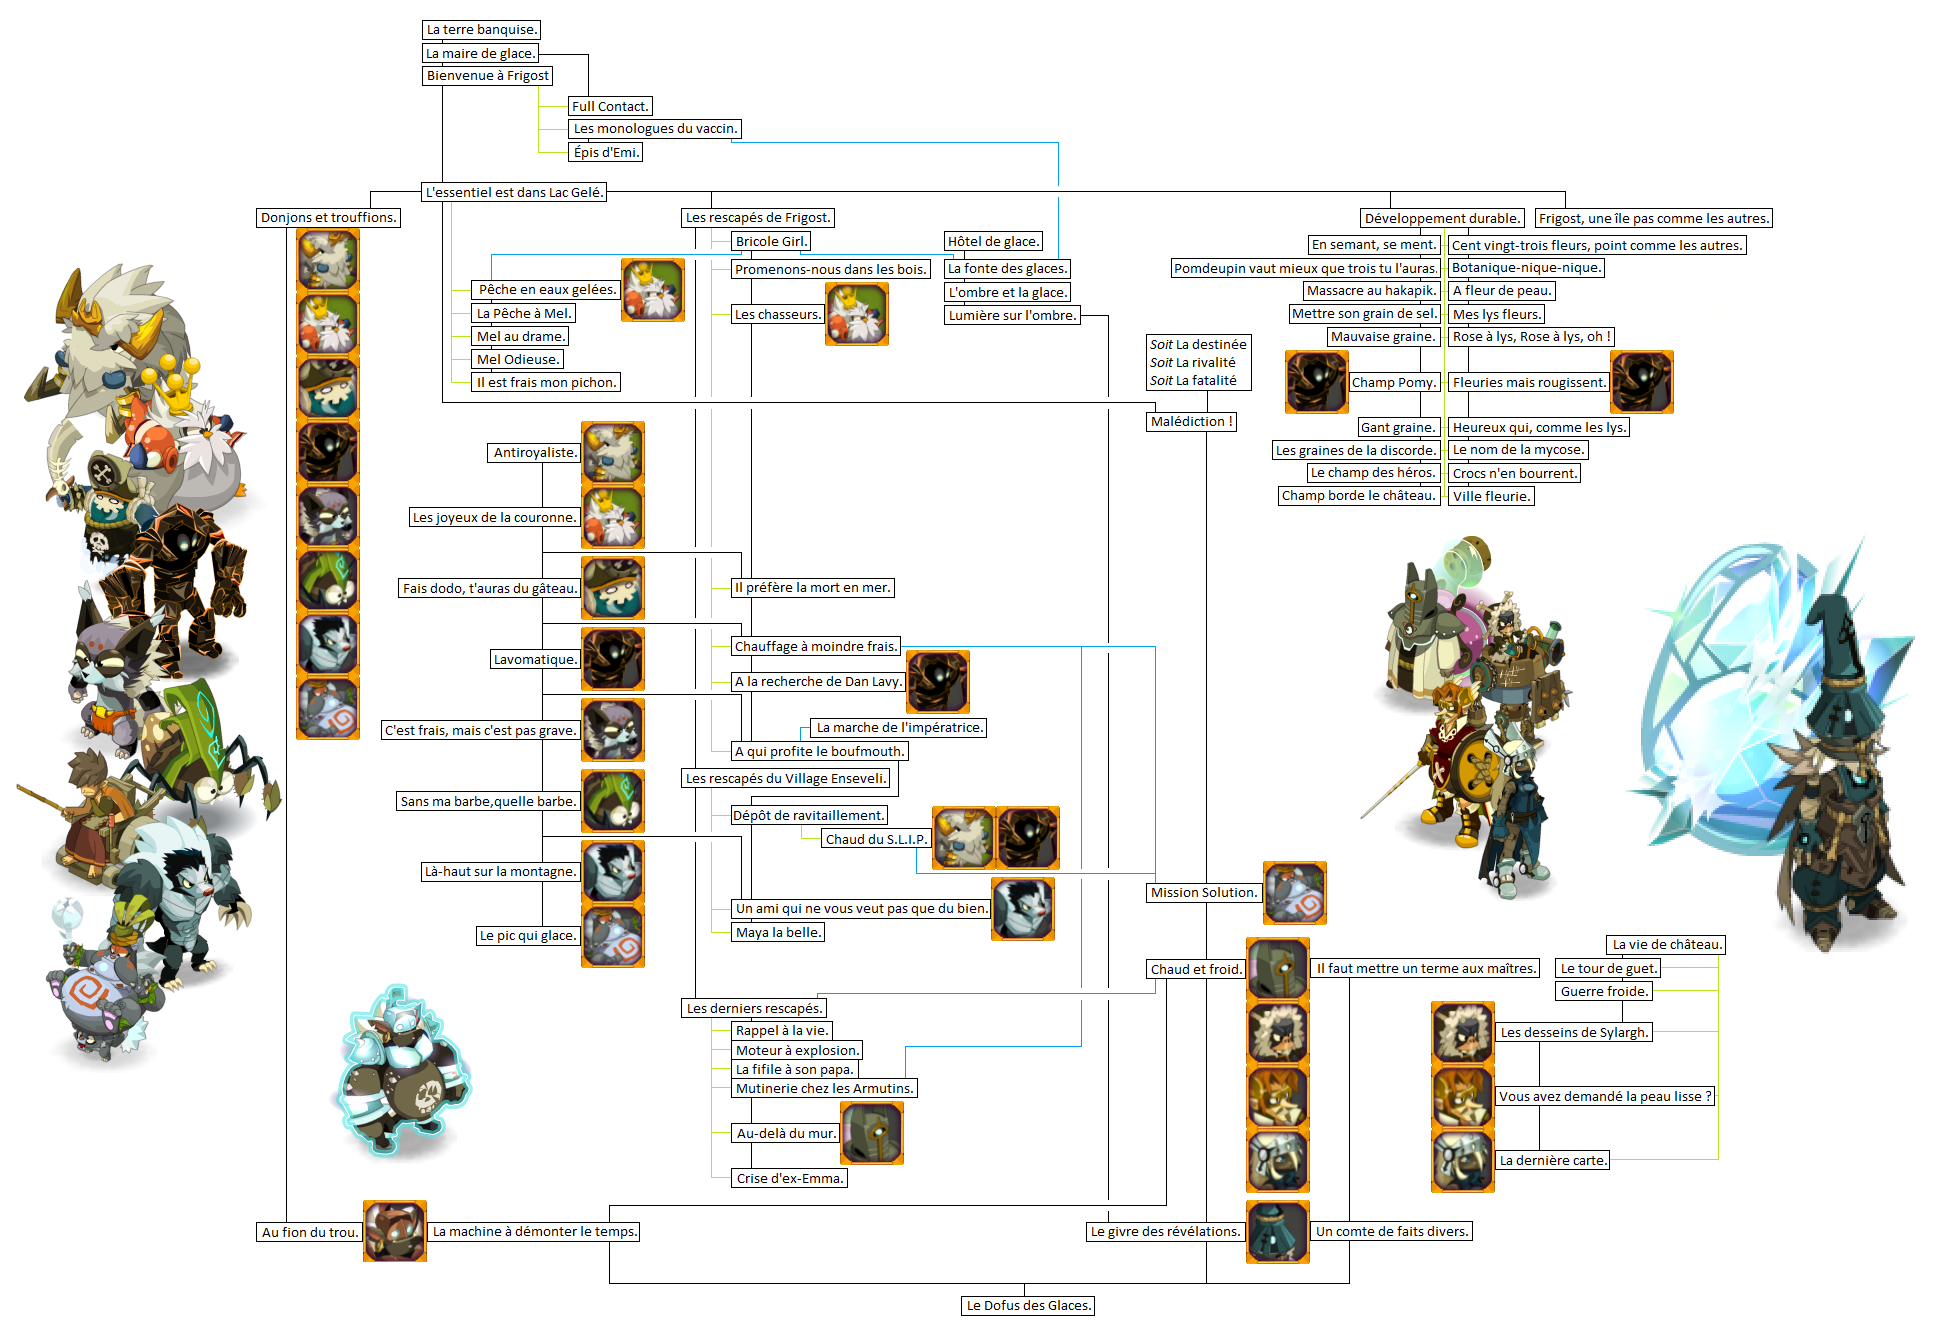 La terre banquise.
La maire de glace.
Bienvenue à Frigost
Full Contact.
Les monologues du vaccin.
Épis d'Emi.
L'essentiel est dans Lac Gelé.
Donjons et trouffions.
Les rescapés de Frigost.
Bricole Girl.
Promenons-nous dans les bois.
Les chasseurs.
Hôtel de glace.
La fonte des glaces.
L'ombre et la glace.
Lumière sur l'ombre.
Pêche en eaux gelées.
La Pêche à Mel.
Mel au drame.
Mel Odieuse.
Il est frais mon pichon.
Développement durable.
Frigost, une île pas comme les autres.
En semant, se ment.
Cent vingt-trois fleurs, point comme les autres.
Pomdeupin vaut mieux que trois tu l'auras.
Botanique-nique-nique.
Massacre au hakapik.
A fleur de peau.
Mettre son grain de sel.
Mes lys fleurs.
Mauvaise graine.
Rose à lys, Rose à lys, oh !
Champ Pomy.
Fleuries mais rougissent.
Gant graine.
Heureux qui, comme les lys.
Les graines de la discorde.
Le nom de la mycose.
Le champ des héros.
Crocs n'en bourrent.
Champ borde le château.
Ville fleurie.
Soit La destinée
Soit La rivalité
Soit La fatalité
Malédiction !
Antiroyaliste.
Les joyeux de la couronne.
Fais dodo, t'auras du gâteau.
Lavomatique.
C'est frais, mais c'est pas grave.
Sans ma barbe,quelle barbe.
Là-haut sur la montagne.
Le pic qui glace.
Il préfère la mort en mer.
Chauffage à moindre frais.
A la recherche de Dan Lavy.
La marche de l'impératrice.
A qui profite le boufmouth.
Les rescapés du Village Enseveli.
Dépôt de ravitaillement.
Chaud du S.L.I.P.
Un ami qui ne vous veut pas que du bien.
Maya la belle.
Mission Solution.
Chaud et froid.
Il faut mettre un terme aux maîtres.
La vie de château.
Le tour de guet.
Guerre froide.
Les desseins de Sylargh.
Vous avez demandé la peau lisse ?
La dernière carte.
Les derniers rescapés.
Rappel à la vie.
Moteur à explosion.
La fifile à son papa.
Mutinerie chez les Armutins.
Au-delà du mur.
Crise d'ex-Emma.
Au fion du trou.
La machine à démonter le temps.
Le givre des révélations.
Un comte de faits divers.
Le Dofus des Glaces.